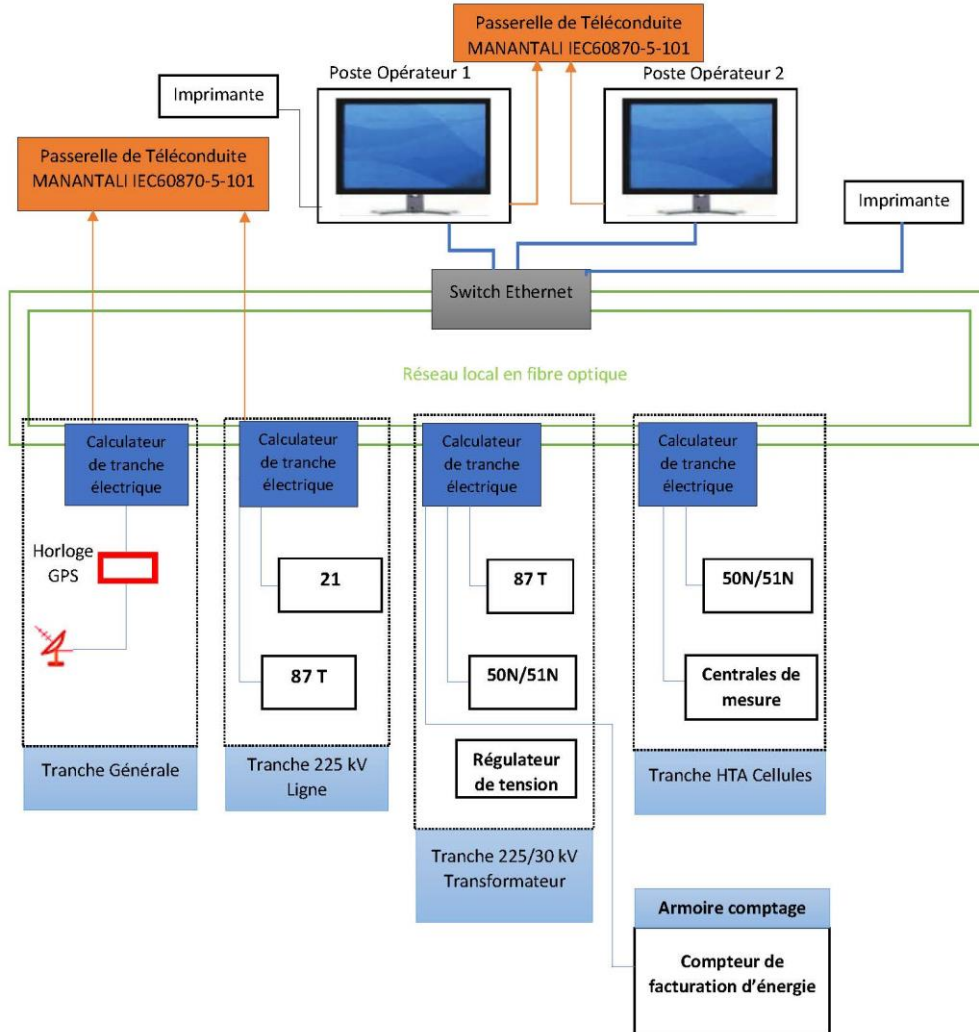 Passerelle de Téléconduite
MANANTALI IEC60870-5-101
Poste Opérateur 1
Poste Opérateur 2
Imprimante
Passerelle de Téléconduite
MANANTALI IEC60870-5-101
Imprimante
Switch Ethernet
Réseau local en fibre optique
Calculateur
de tranche
électrique
Calculateur
de tranche
électrique
Calculateur
de tranche
électrique
Calculateur
de tranche
électrique
Horloge
GPS
21
87 T
87 T
50N/51N
Régulateur
de tension
50N/51N
Centrales de
mesure
Tranche Générale
Tranche 225 kV
Ligne
Tranche 225/30 kV
Transformateur
Tranche HTA Cellules
Armoire comptage
Compteur de
facturation d'énergie